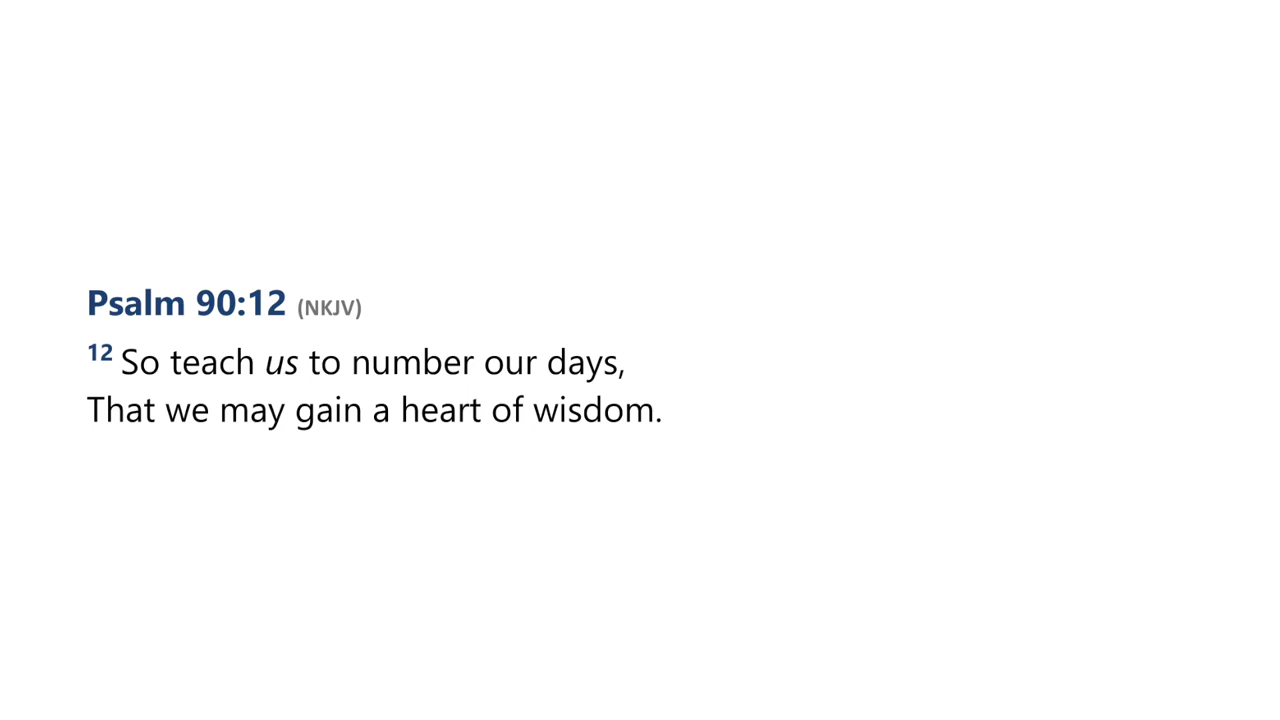 Psalm 90:12 (NKJV)
12 So teach us to number our days,
That we may gain a heart of wisdom.